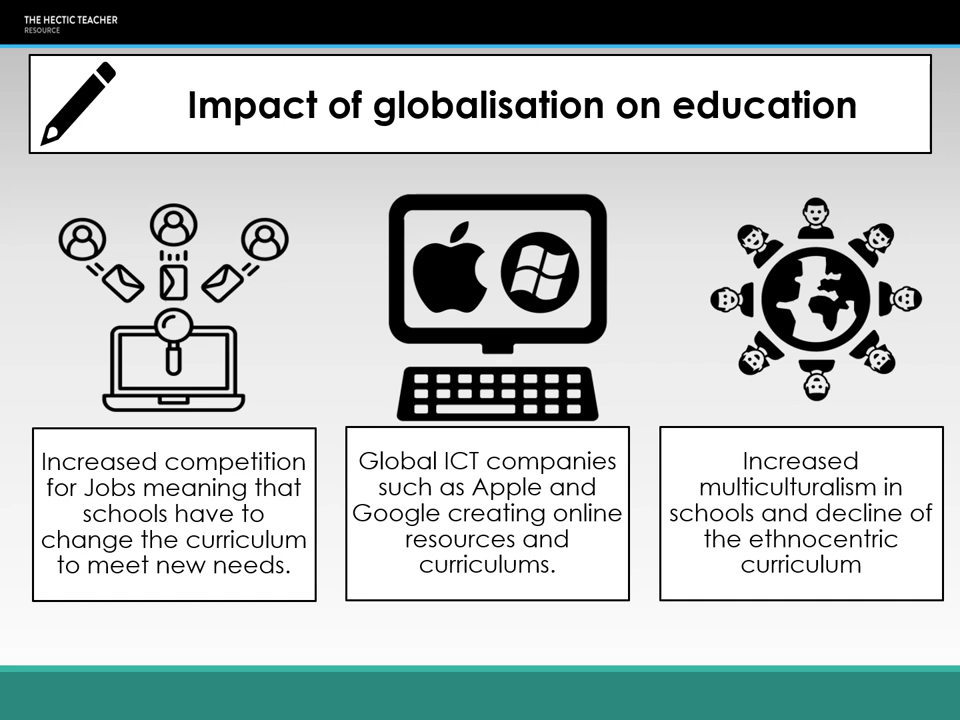 THE HECTIC TEACHER
RESOURCE
Impact of globalisation on education
Increased competition
for Jobs meaning that
schools have to
change the curriculum
to meet new needs.
Global ICT companies
such as Apple and
Google creating online
resources and
curriculums.
Increased
multiculturalism in
schools and decline of
the ethnocentric
curriculum